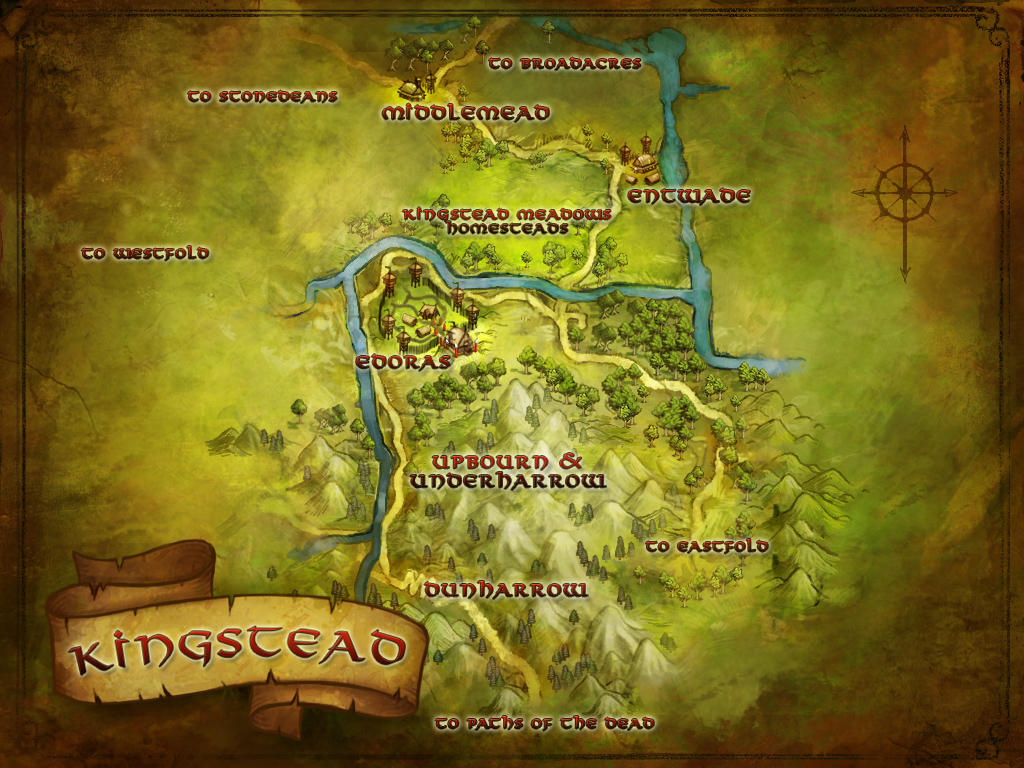 TO BROADACRES
TO STONEDEANS
MIDDLEMEAD
ENTWADE
KINGSTEAD MEADOWS
HOMESTEADS
TO WESTFOLD
EDORAS
UPBOURN &
UNDERHARROW
TO EASTFOLD
DUNHARROW
KINGSTEAD
TO PATHS OF THE DEAD